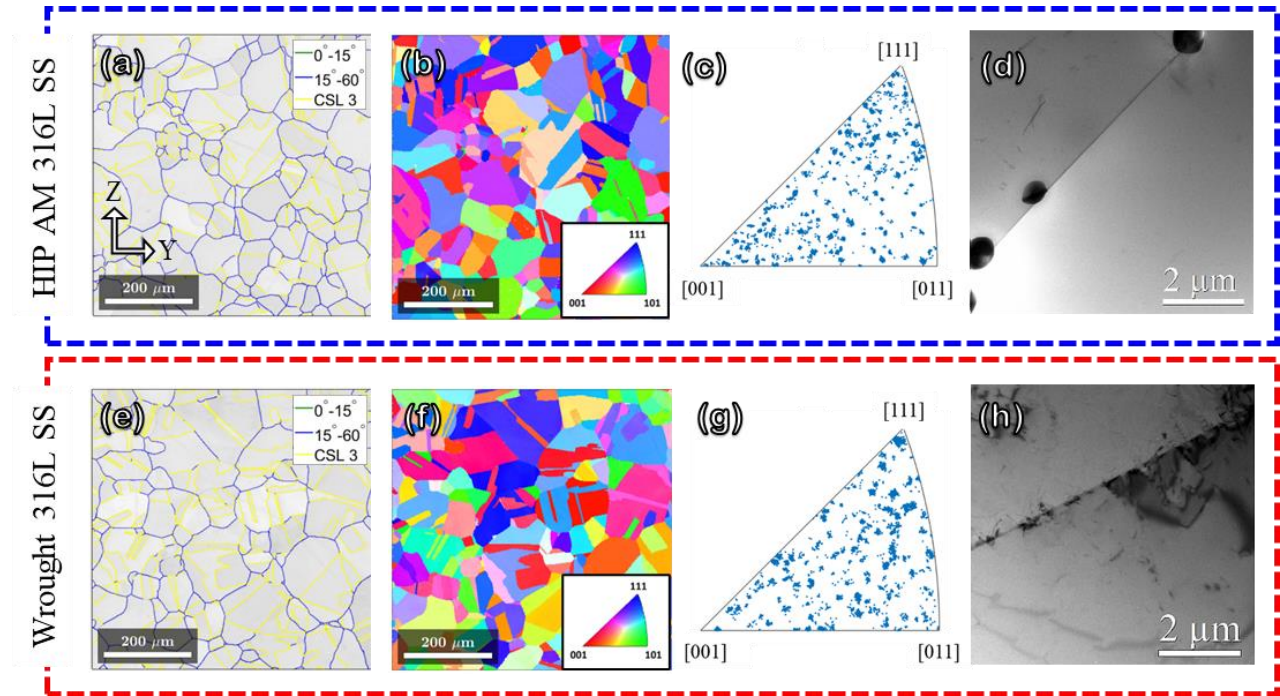 HIP AM 316L SS
(a)
0°-15°
15°-60°
CSL 3
Z
Y
200 µm
(b)
111
001
101
200 µm
(c)
[111]
[001]
[011]
(d)
2 µm
Wrought 316L SS
(e)
0°-15°
15°-60°
CSL 3
200 µm
(f)
111
001
101
200 µm
(g)
[111]
[001]
[011]
(h)
2 µm